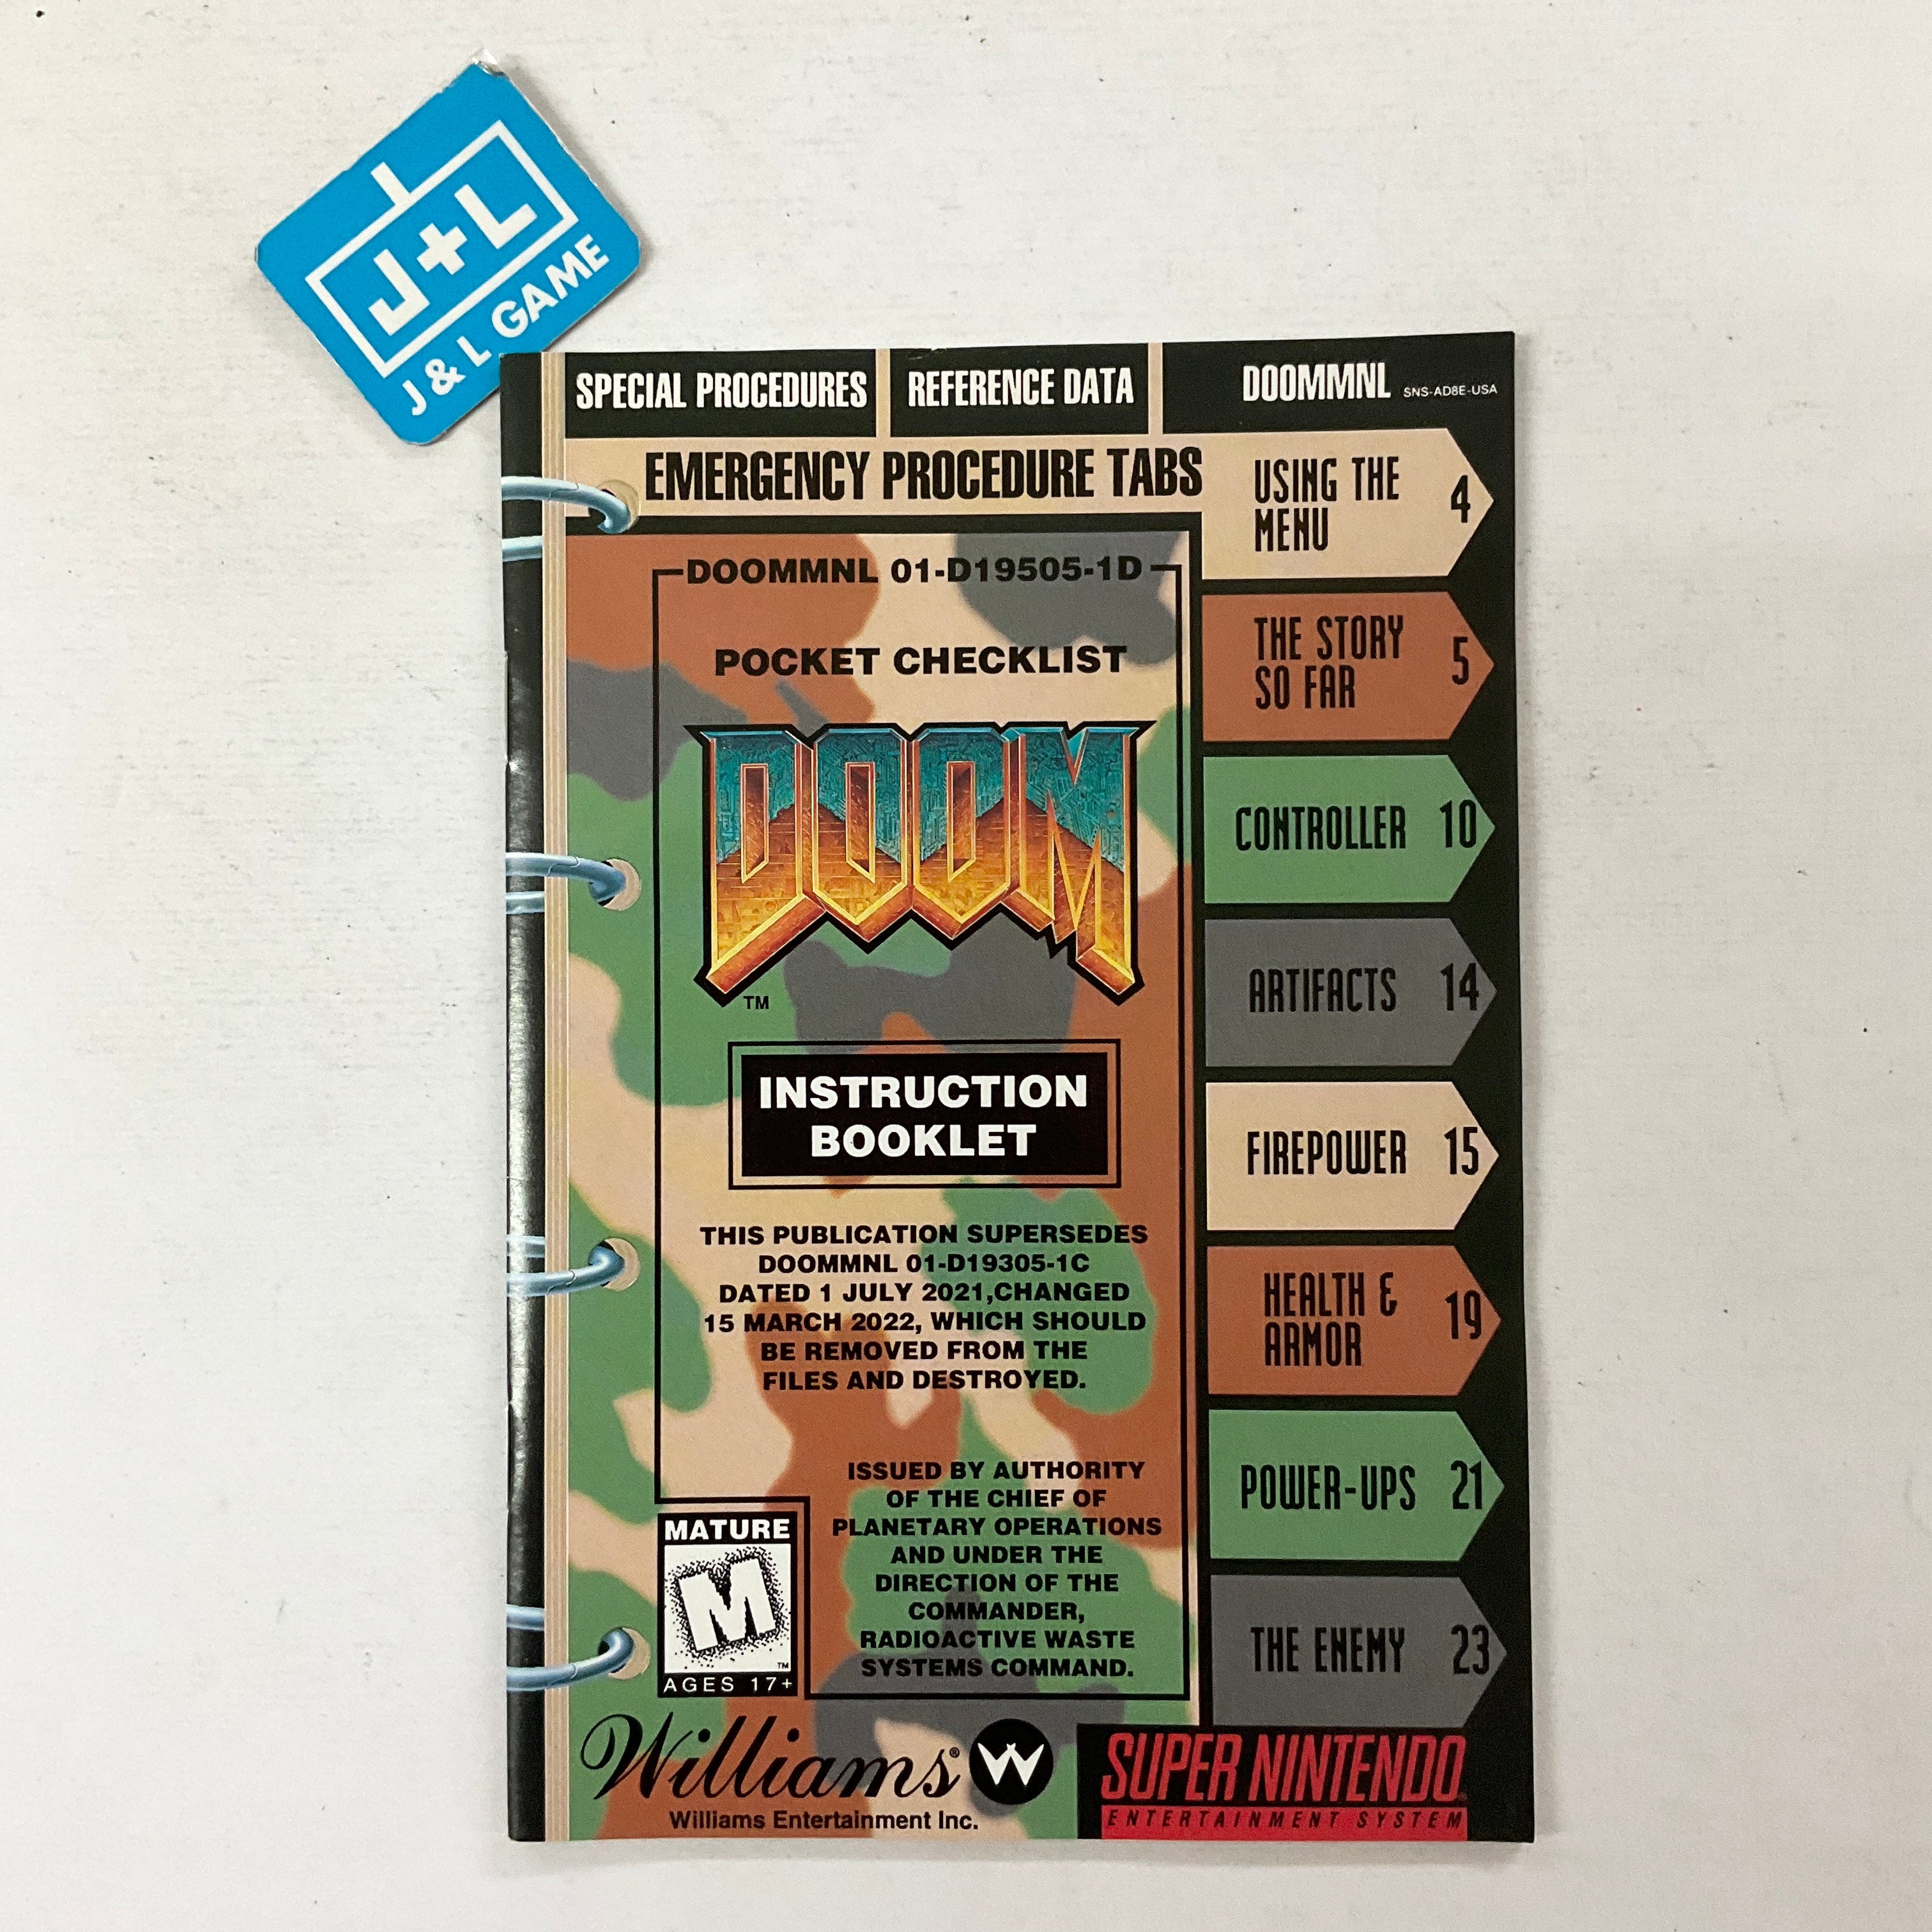 J+L
J & L GAME
SPECIAL PROCEDURES
REFERENCE DATA
DOOMMNL SNS-AD8E-USA
EMERGENCY PROCEDURE TABS
DOOMMNL 01-D19505-1D
POCKET CHECKLIST
DOOM
TM
INSTRUCTION
BOOKLET
THIS PUBLICATION SUPERSEDES
DOOMMNL 01-D19305-1C
DATED 1 JULY 2021,CHANGED
15 MARCH 2022, WHICH SHOULD
BE REMOVED FROM THE
FILES AND DESTROYED.
ISSUED BY AUTHORITY
OF THE CHIEF OF
PLANETARY OPERATIONS
AND UNDER THE
DIRECTION OF THE
COMMANDER,
RADIOACTIVE WASTE
SYSTEMS COMMAND.
MATURE
M
TM
AGES 17+
Williams® W
Williams Entertainment Inc.
USING THE
MENU 4
THE STORY
SO FAR 5
CONTROLLER 10
ARTIFACTS 14
FIREPOWER 15
HEALTH &
ARMOR 19
POWER-UPS 21
THE ENEMY 23
SUPER NINTENDO
ENTERTAINMENT SYSTEM